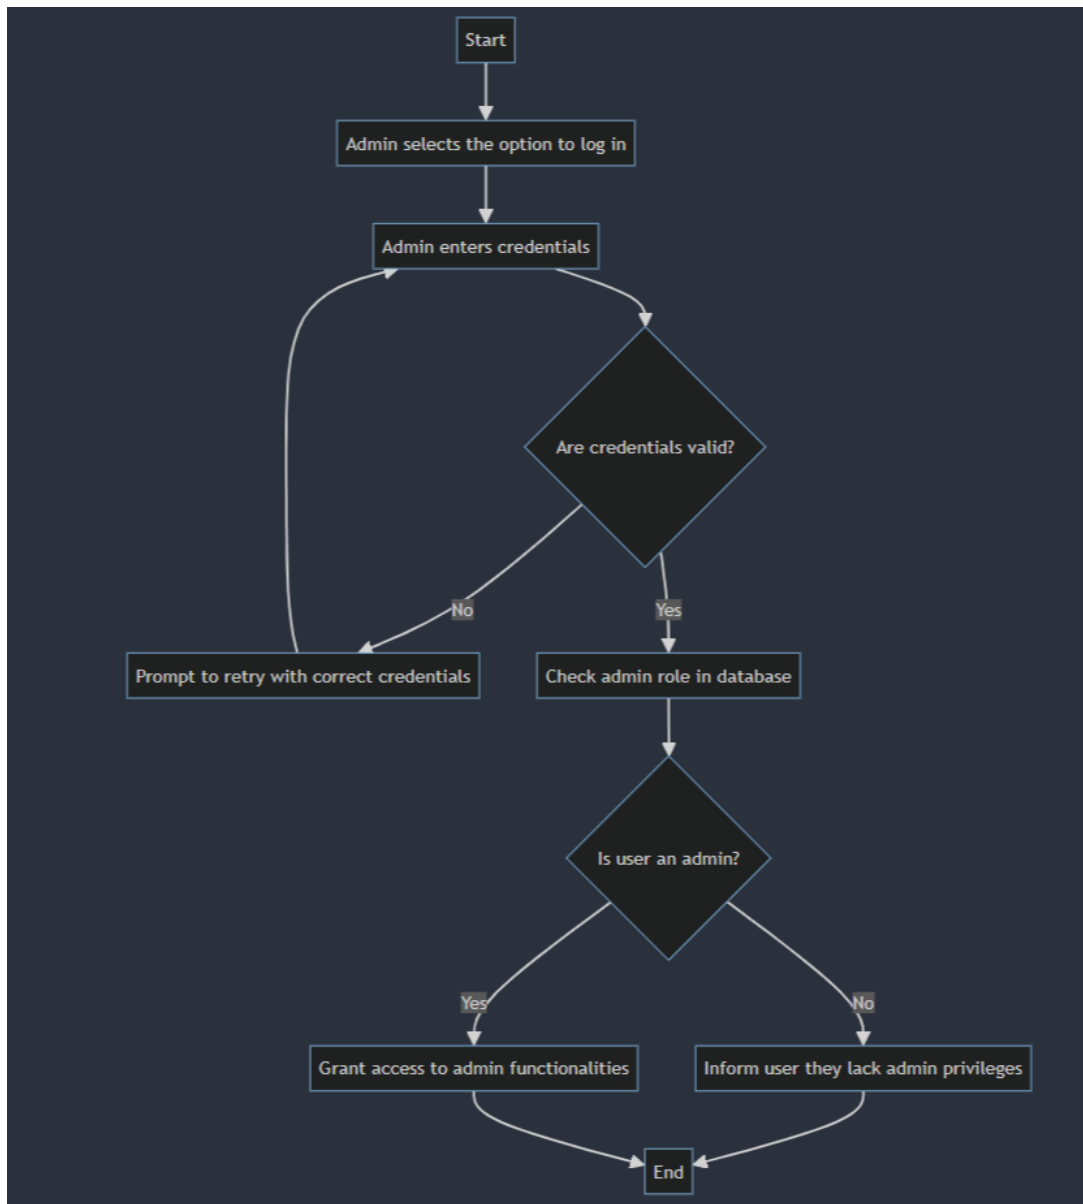 Start
Admin selects the option to log in
Admin enters credentials
Are credentials valid?
No
Yes
Prompt to retry with correct credentials
Check admin role in database
Is user an admin?
Yes
No
Grant access to admin functionalities
Inform user they lack admin privileges
End